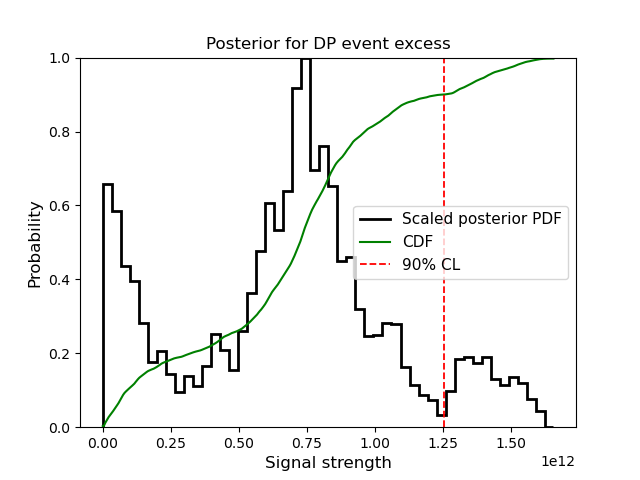 Posterior for DP event excess
1.0
0.8
0.6
0.4
0.2
0.0
Probability
Scaled posterior PDF
CDF
90% CL
0.00 0.25 0.50 0.75 1.00 1.25 1.50
1e12
Signal strength